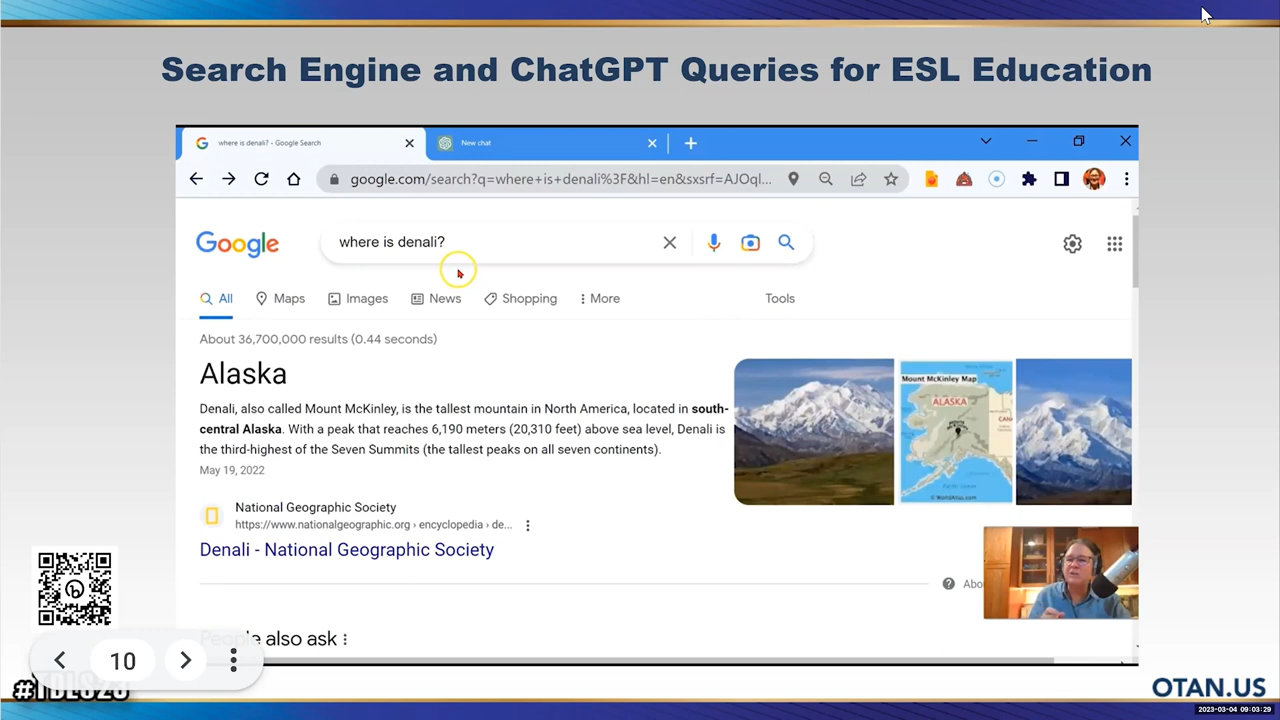 Search Engine and ChatGPT Queries for ESL Education
where is denali? - Google Search
New chat
google.com/search?q=where+is+denali%3F&hl=en&sxsrf=AJOql...
Google
where is denali?
All
Maps
Images
News
Shopping
More
Tools
About 36,700,000 results (0.44 seconds)
Alaska
Denali, also called Mount McKinley, is the tallest mountain in North America, located in south-
central Alaska. With a peak that reaches 6,190 meters (20,310 feet) above sea level, Denali is
the third-highest of the Seven Summits (the tallest peaks on all seven continents).
May 19, 2022
Mount McKinley Map
ALASKA
National Geographic Society
https://www.nationalgeographic.org › encyclopedia › de...
Denali - National Geographic Society
Abo
People also ask
10
#TDLS23
OTAN.US
2023-03-04 09:03:29